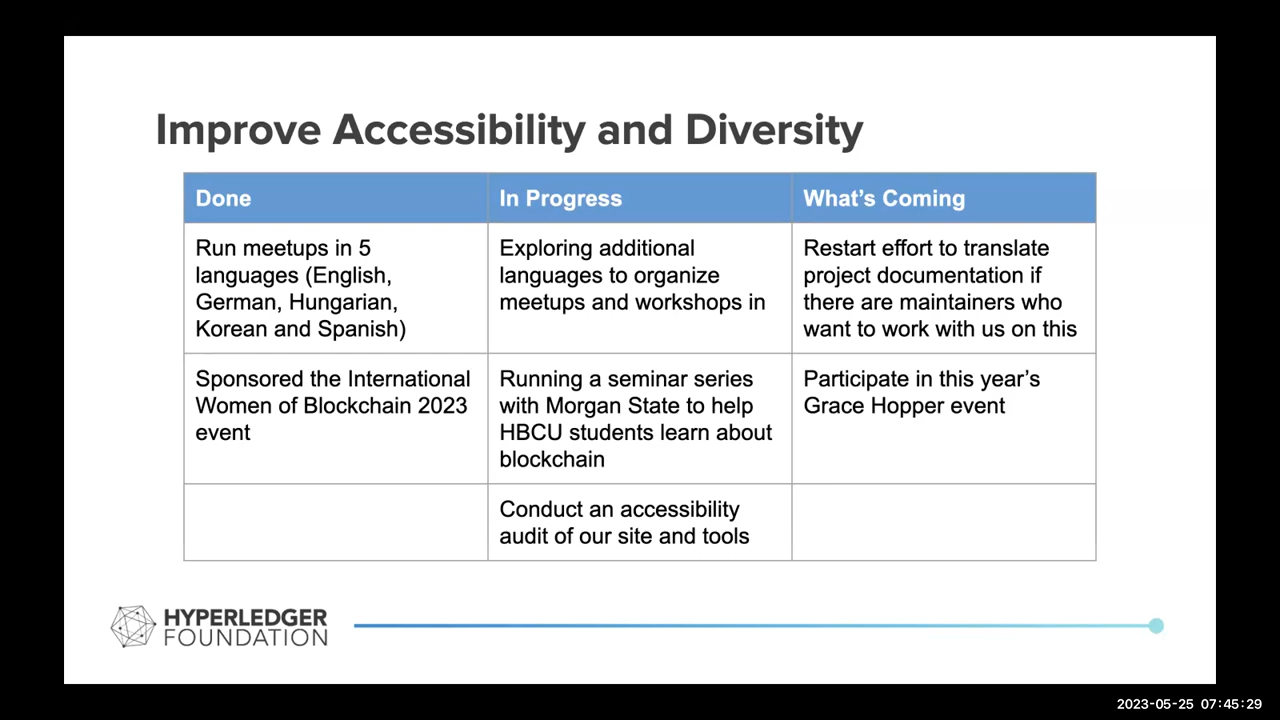 Improve Accessibility and Diversity
Done
In Progress
What's Coming
Run meetups in 5
languages (English,
German, Hungarian,
Korean and Spanish)
Exploring additional
languages to organize
meetups and workshops in
Restart effort to translate
project documentation if
there are maintainers who
want to work with us on this
Sponsored the International
Women of Blockchain 2023
event
Running a seminar series
with Morgan State to help
HBCU students learn about
blockchain
Participate in this year's
Grace Hopper event
Conduct an accessibility
audit of our site and tools
HYPERLEDGER
FOUNDATION
2023-05-25 07:45:29